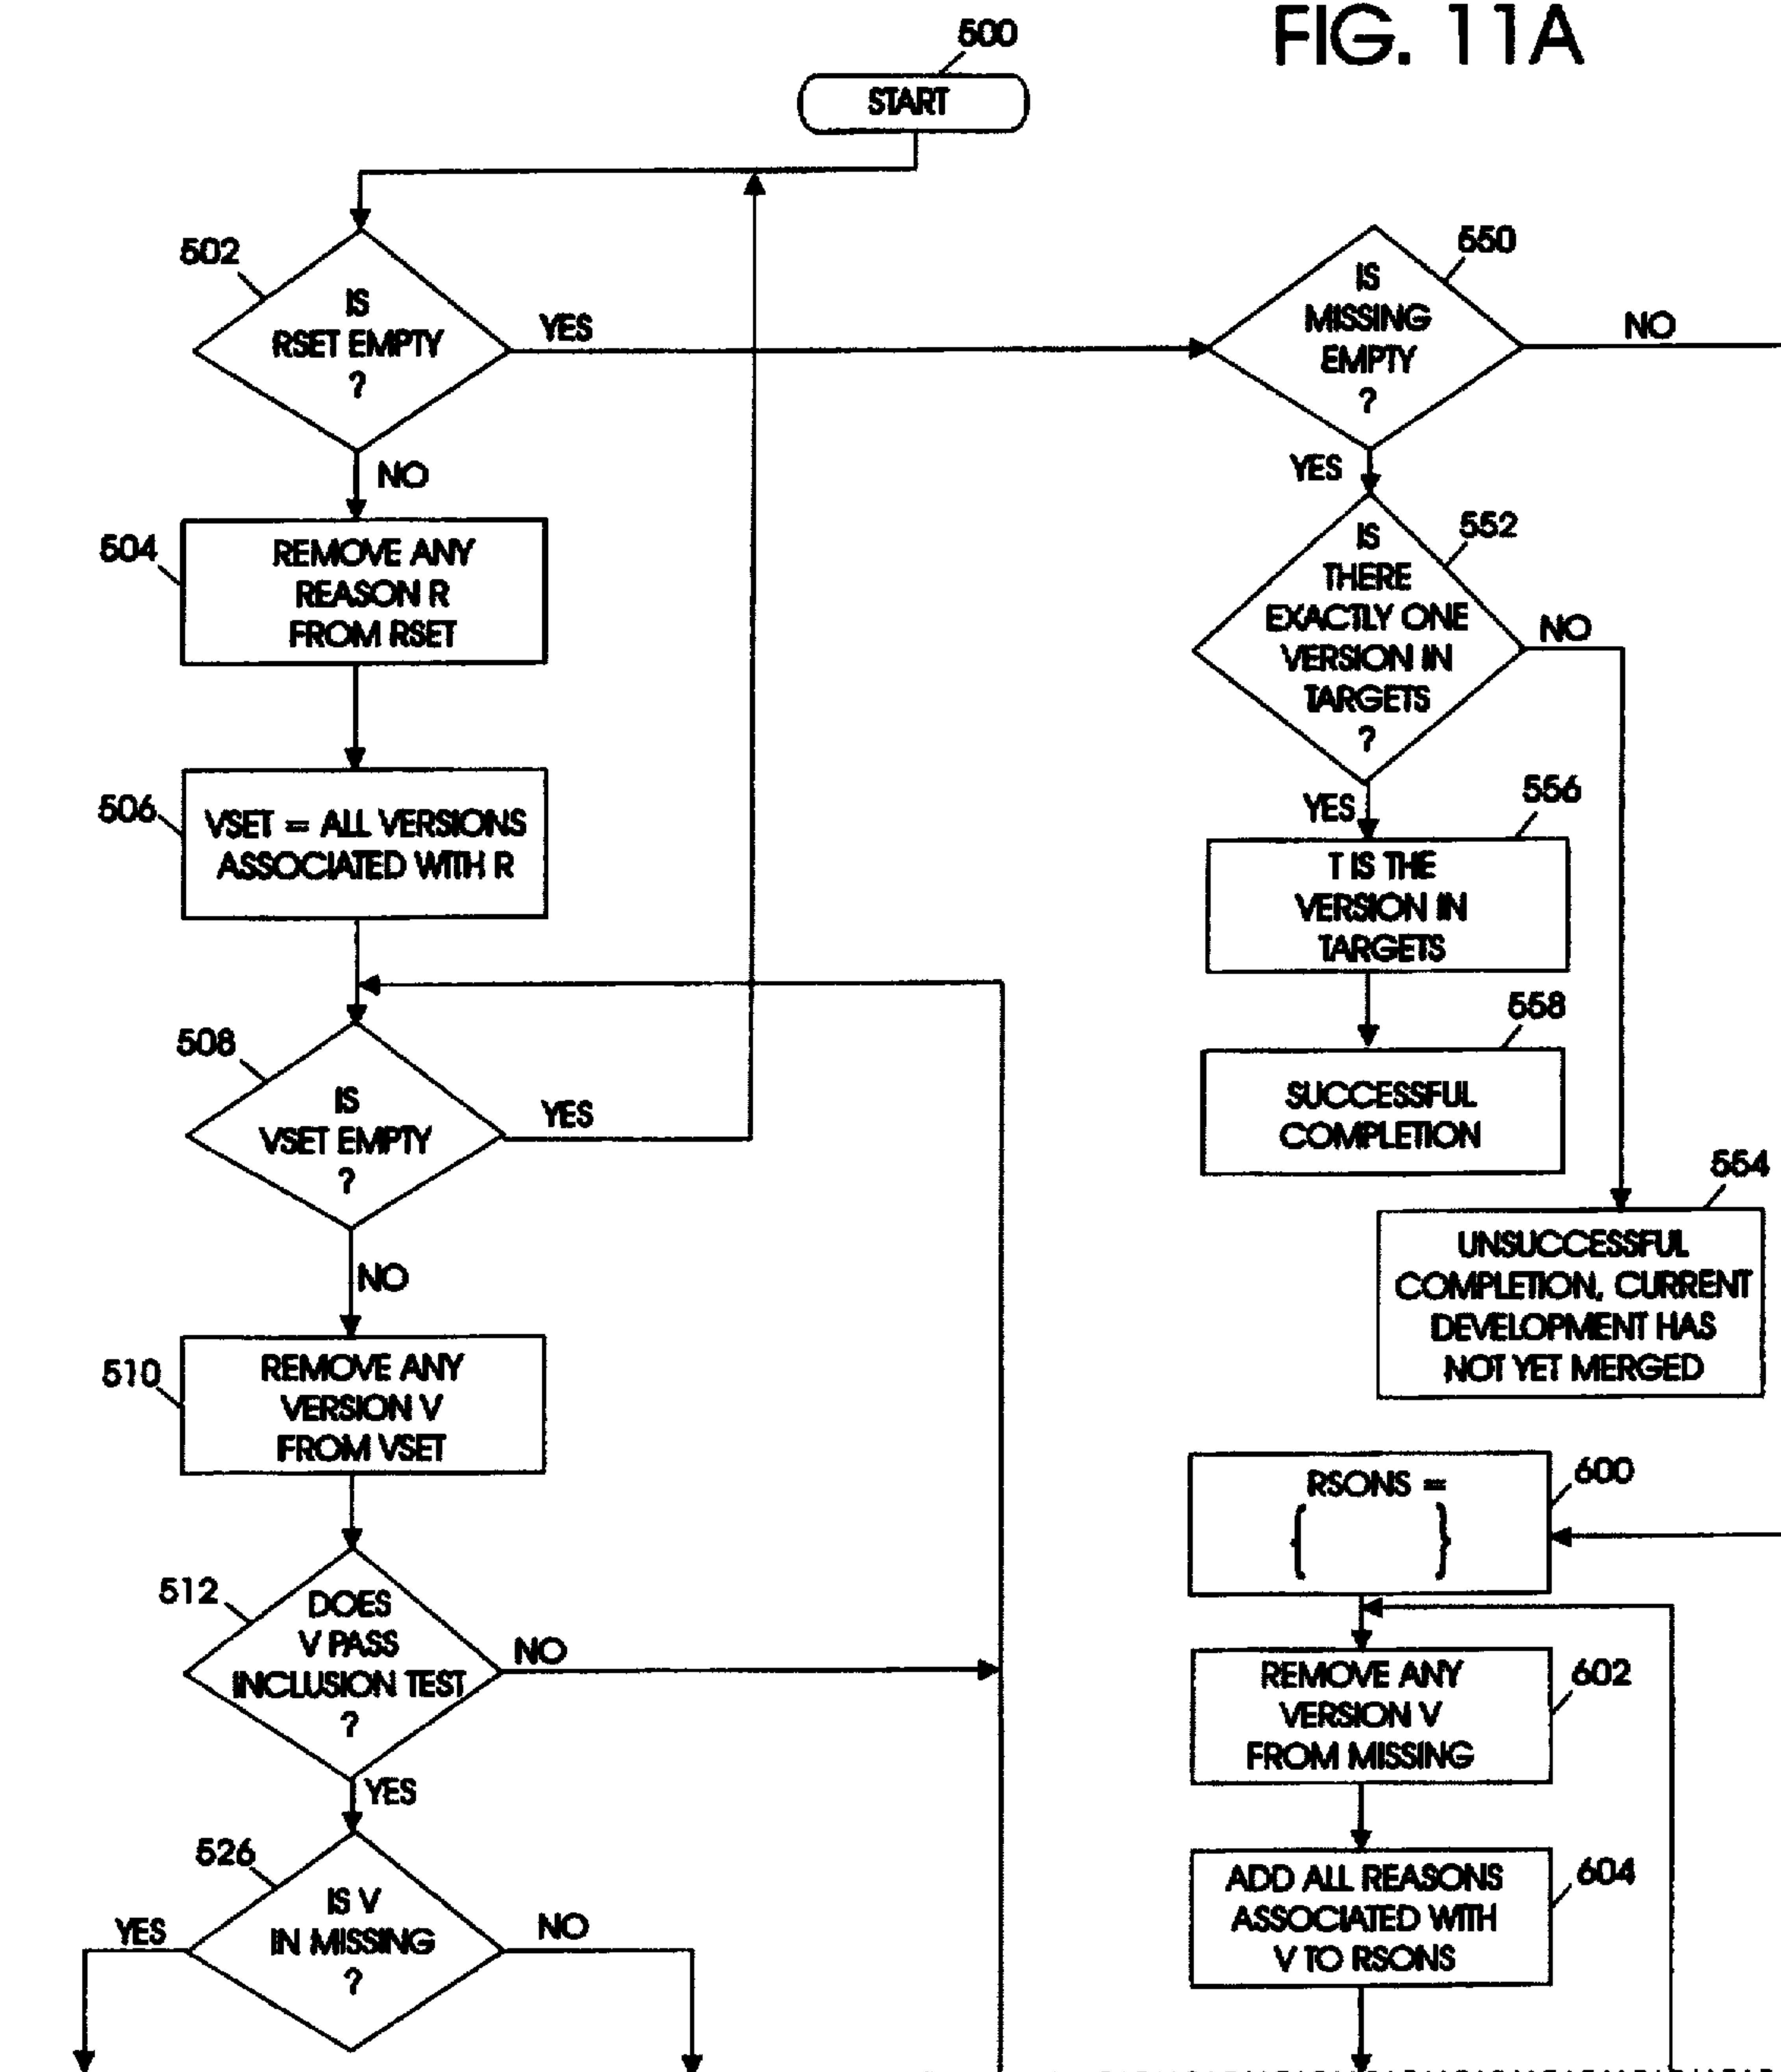 FIG. 11A
500
START
502
IS
RSET EMPTY
?
YES
NO
504
REMOVE ANY
REASON R
FROM RSET
506
VSET = ALL VERSIONS
ASSOCIATED WITH R
508
IS
VSET EMPTY
?
YES
NO
510
REMOVE ANY
VERSION V
FROM VSET
512
DOES
V PASS
INCLUSION TEST
?
NO
YES
526
IS V
IN MISSING
?
YES
NO
550
IS
MISSING
EMPTY
?
NO
YES
552
IS
THERE
EXACTLY ONE
VERSION IN
TARGETS
?
NO
YES
556
T IS THE
VERSION IN
TARGETS
558
SUCCESSFUL
COMPLETION
554
UNSUCCESSFUL
COMPLETION, CURRENT
DEVELOPMENT HAS
NOT YET MERGED
600
RSONS =
{ }
602
REMOVE ANY
VERSION V
FROM MISSING
604
ADD ALL REASONS
ASSOCIATED WITH
V TO RSONS